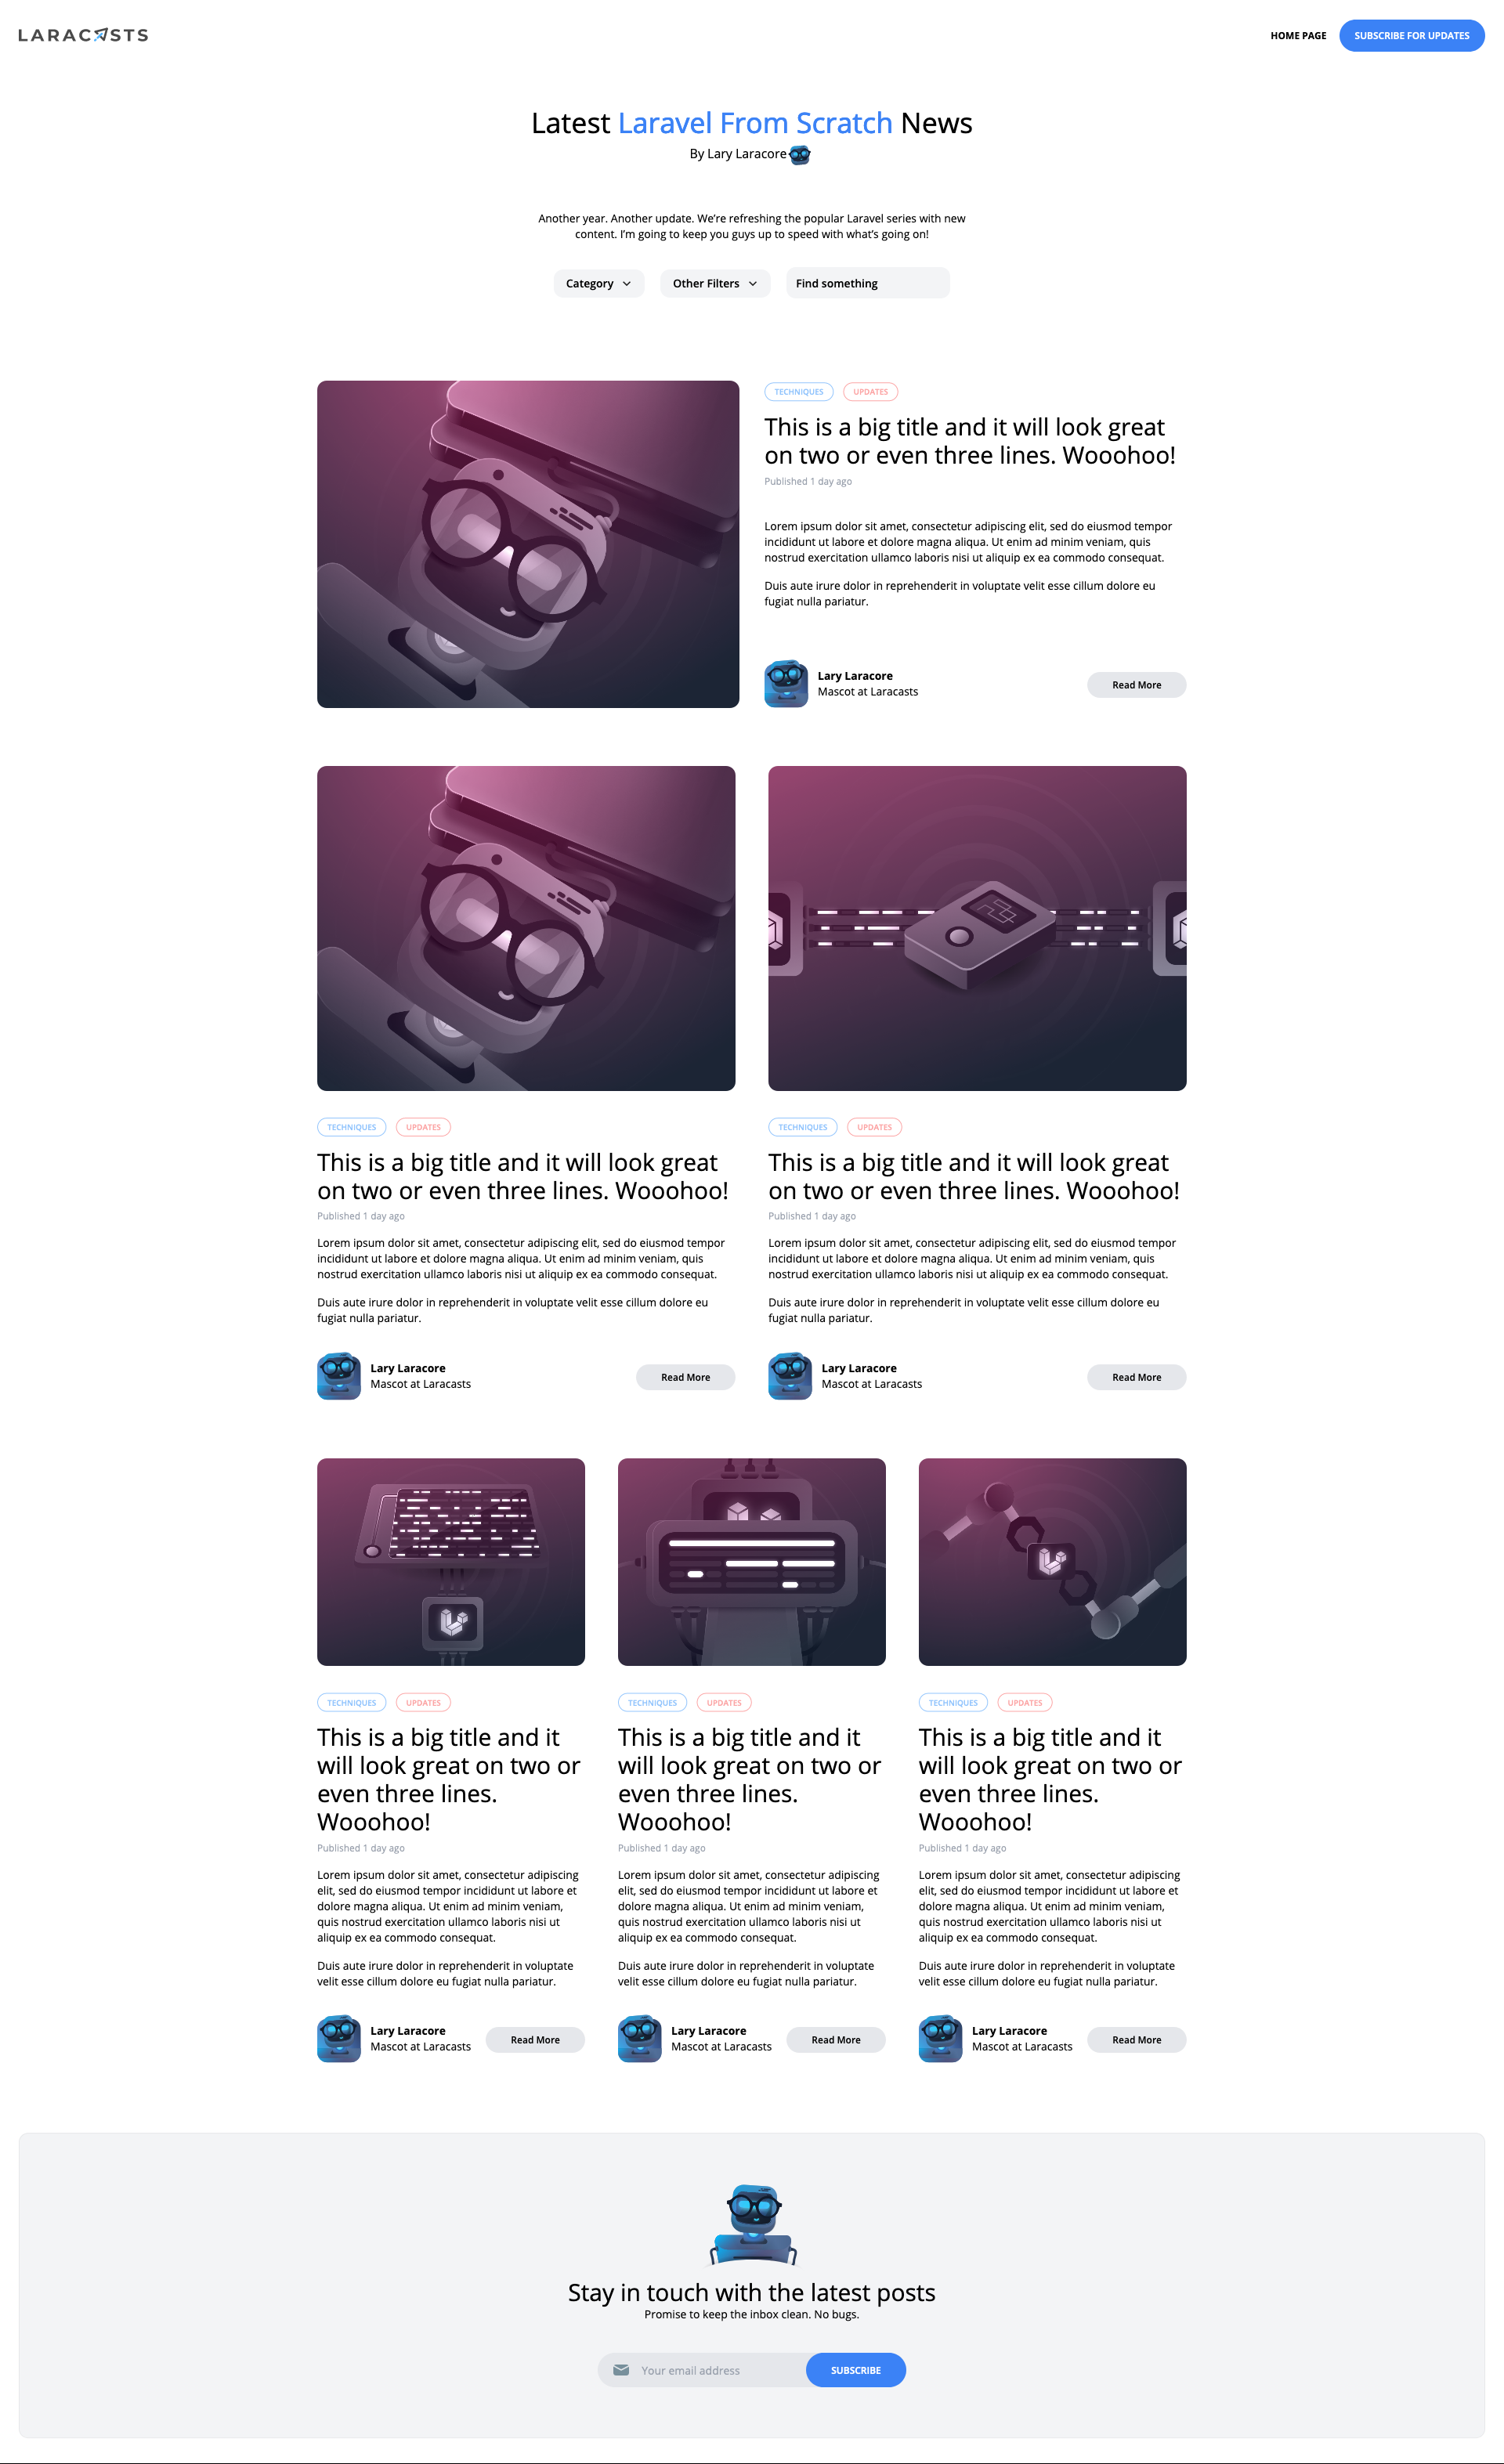 LARACASTS
HOME PAGE
SUBSCRIBE FOR UPDATES
Latest Laravel From Scratch News
By Lary Laracore
Another year. Another update. We’re refreshing the popular Laravel series with new
content. I’m going to keep you guys up to speed with what’s going on!
Category
Other Filters
Find something
TECHNIQUES
UPDATES
This is a big title and it will look great
on two or even three lines. Wooohoo!
Published 1 day ago
Lorem ipsum dolor sit amet, consectetur adipiscing elit, sed do eiusmod tempor
incididunt ut labore et dolore magna aliqua. Ut enim ad minim veniam, quis
nostrud exercitation ullamco laboris nisi ut aliquip ex ea commodo consequat.
Duis aute irure dolor in reprehenderit in voluptate velit esse cillum dolore eu
fugiat nulla pariatur.
Lary Laracore
Mascot at Laracasts
Read More
TECHNIQUES
UPDATES
This is a big title and it will look great
on two or even three lines. Wooohoo!
Published 1 day ago
Lorem ipsum dolor sit amet, consectetur adipiscing elit, sed do eiusmod tempor
incididunt ut labore et dolore magna aliqua. Ut enim ad minim veniam, quis
nostrud exercitation ullamco laboris nisi ut aliquip ex ea commodo consequat.
Duis aute irure dolor in reprehenderit in voluptate velit esse cillum dolore eu
fugiat nulla pariatur.
Lary Laracore
Mascot at Laracasts
Read More
TECHNIQUES
UPDATES
This is a big title and it will look great
on two or even three lines. Wooohoo!
Published 1 day ago
Lorem ipsum dolor sit amet, consectetur adipiscing elit, sed do eiusmod tempor
incididunt ut labore et dolore magna aliqua. Ut enim ad minim veniam, quis
nostrud exercitation ullamco laboris nisi ut aliquip ex ea commodo consequat.
Duis aute irure dolor in reprehenderit in voluptate velit esse cillum dolore eu
fugiat nulla pariatur.
Lary Laracore
Mascot at Laracasts
Read More
TECHNIQUES
UPDATES
This is a big title and it
will look great on two or
even three lines.
Wooohoo!
Published 1 day ago
Lorem ipsum dolor sit amet, consectetur adipiscing
elit, sed do eiusmod tempor incididunt ut labore et
dolore magna aliqua. Ut enim ad minim veniam,
quis nostrud exercitation ullamco laboris nisi ut
aliquip ex ea commodo consequat.
Duis aute irure dolor in reprehenderit in voluptate
velit esse cillum dolore eu fugiat nulla pariatur.
Lary Laracore
Mascot at Laracasts
Read More
TECHNIQUES
UPDATES
This is a big title and it
will look great on two or
even three lines.
Wooohoo!
Published 1 day ago
Lorem ipsum dolor sit amet, consectetur adipiscing
elit, sed do eiusmod tempor incididunt ut labore et
dolore magna aliqua. Ut enim ad minim veniam,
quis nostrud exercitation ullamco laboris nisi ut
aliquip ex ea commodo consequat.
Duis aute irure dolor in reprehenderit in voluptate
velit esse cillum dolore eu fugiat nulla pariatur.
Lary Laracore
Mascot at Laracasts
Read More
TECHNIQUES
UPDATES
This is a big title and it
will look great on two or
even three lines.
Wooohoo!
Published 1 day ago
Lorem ipsum dolor sit amet, consectetur adipiscing
elit, sed do eiusmod tempor incididunt ut labore et
dolore magna aliqua. Ut enim ad minim veniam,
quis nostrud exercitation ullamco laboris nisi ut
aliquip ex ea commodo consequat.
Duis aute irure dolor in reprehenderit in voluptate
velit esse cillum dolore eu fugiat nulla pariatur.
Lary Laracore
Mascot at Laracasts
Read More
Stay in touch with the latest posts
Promise to keep the inbox clean. No bugs.
Your email address
SUBSCRIBE